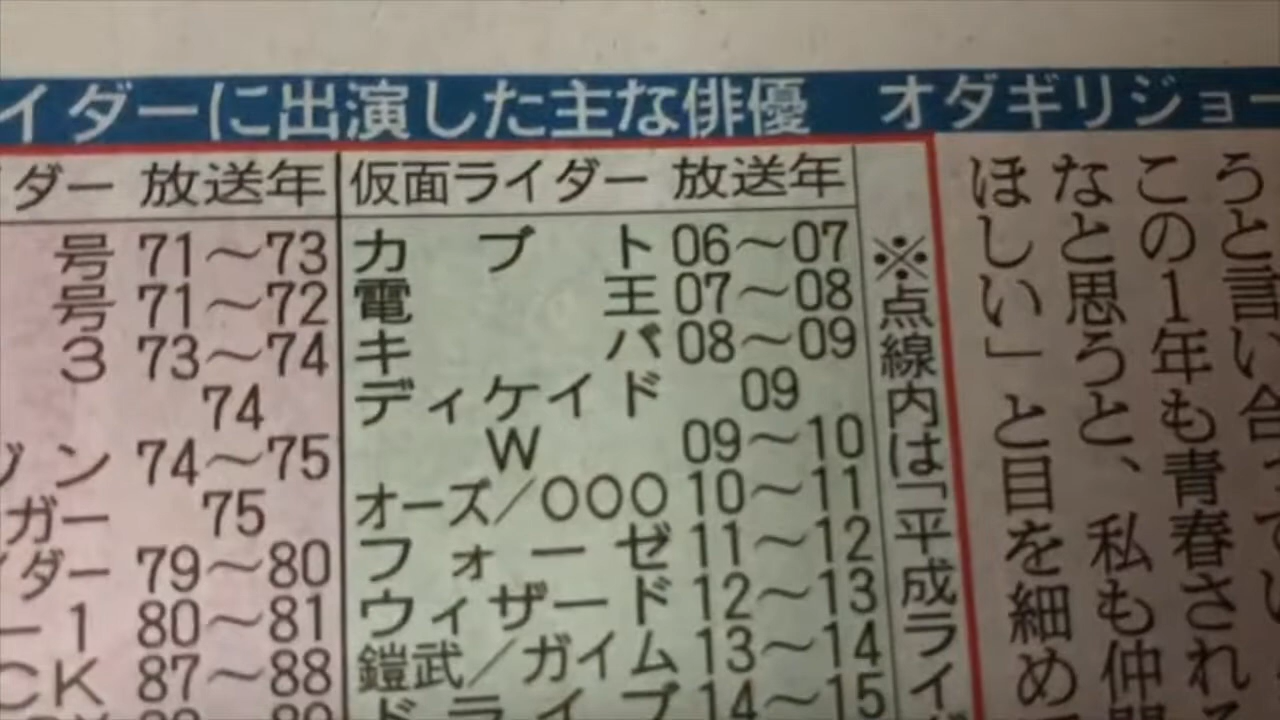 イダーに出演した主な俳優 オダギリジョー
ダー 放送年
号 71～73
号 71～72
3 73～74
74
ゾン 74～75
ガー 75
ダー 79～80
ー1 80～81
CK 87～88
仮面ライダー 放送年
カブト 06～07
電王 07～08
キバ 08～09
ディケイド 09
W 09～10
オーズ/〇〇〇 10～11
フォーゼ 11～12
ウィザード 12～13
鎧武/ガイム 13～14
ドライブ 14～15
※点線内は「平成ライ
うと言い合
この1年も青春され
なと思うと、私も仲
ほしい」と目を細め